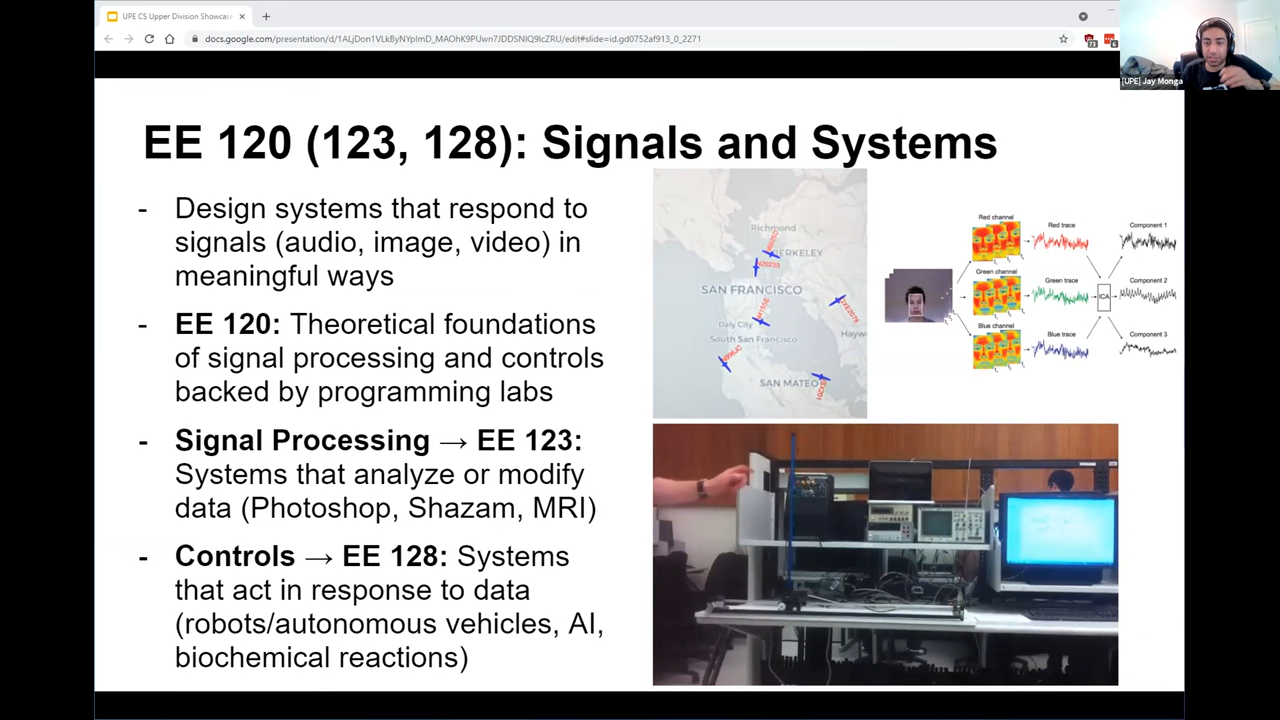 UPE CS Upper Division Showcas
docs.google.com/presentation/d/1ALjDon1VLkByNYpImD_MAOhK9PUwn7JDDSNIQ9lcZRU/edit#slide=id.gd0752af913_0_2271
[UPE] Jay Monga
EE 120 (123, 128): Signals and Systems
- Design systems that respond to
signals (audio, image, video) in
meaningful ways
- EE 120: Theoretical foundations
of signal processing and controls
backed by programming labs
- Signal Processing → EE 123:
Systems that analyze or modify
data (Photoshop, Shazam, MRI)
- Controls → EE 128: Systems
that act in response to data
(robots/autonomous vehicles, AI,
biochemical reactions)
Richmond
BERKELEY
SAN FRANCISCO
Daly City
South San Francisco
Hayw
SAN MATEO
Red channel
Red trace
Component 1
Green channel
Green trace
Component 2
ICA
Blue channel
Blue trace
Component 3